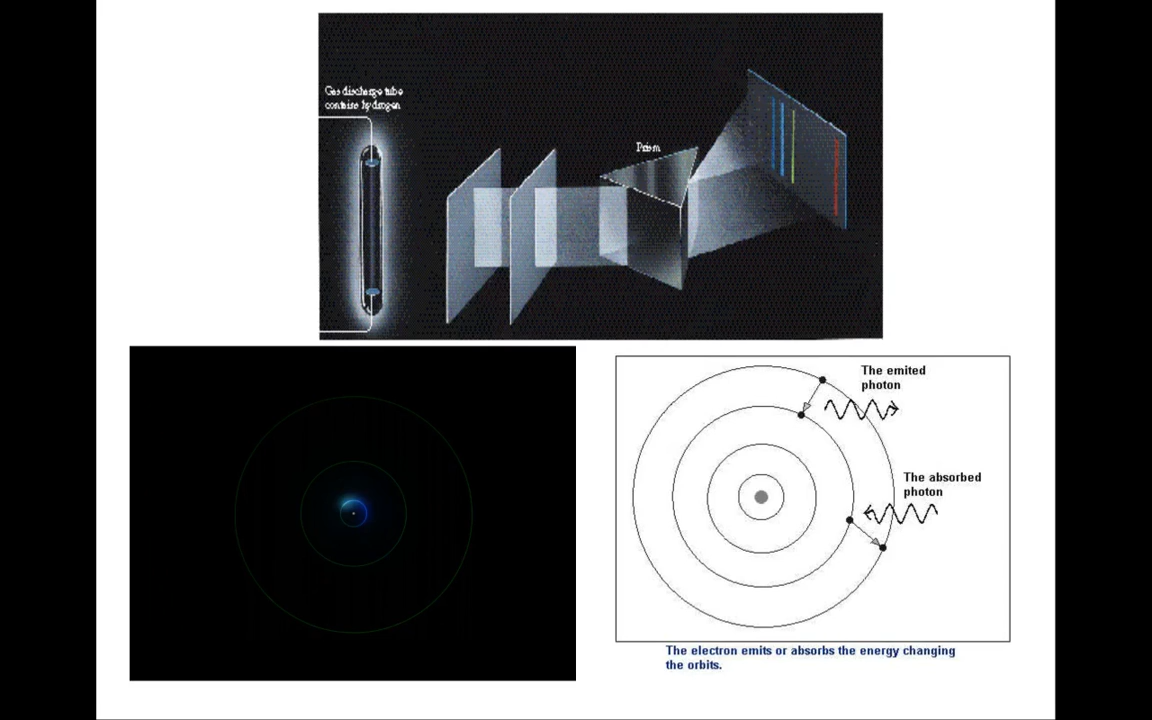 Gas discharge tube
contains hydrogen
Prism
The emited
photon
The absorbed
photon
The electron emits or absorbs the energy changing
the orbits.